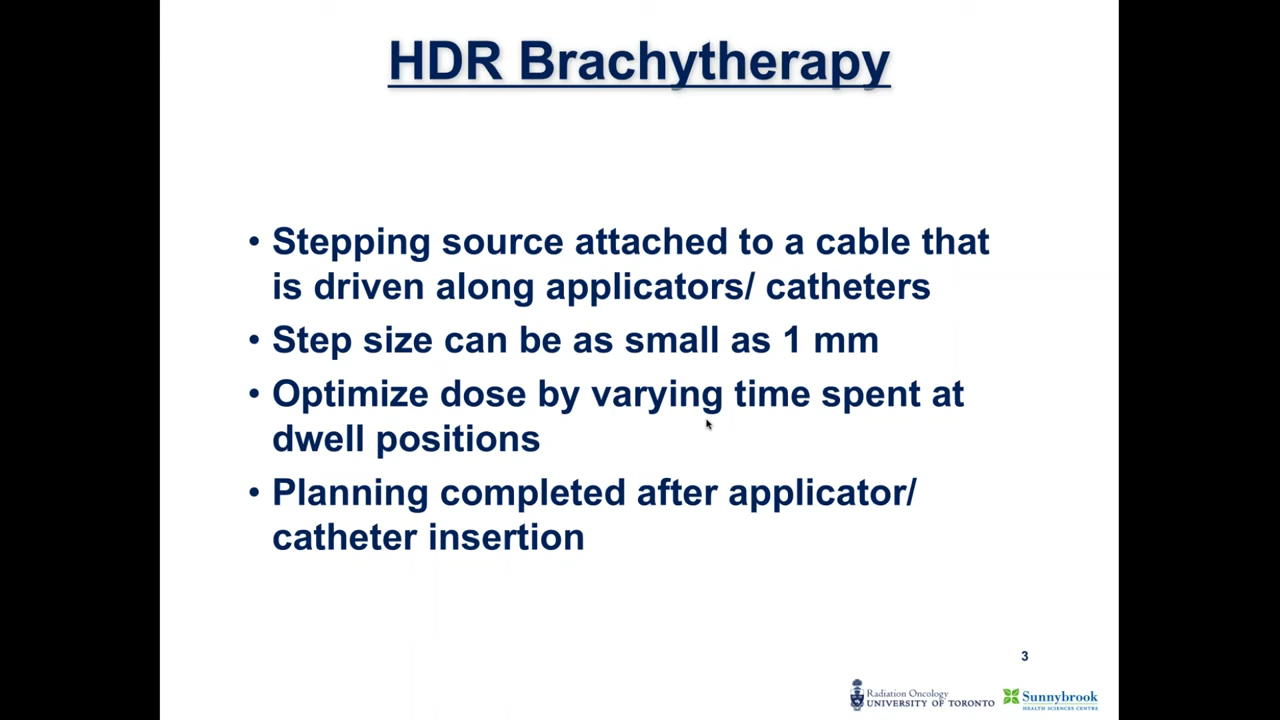 HDR Brachytherapy
• Stepping source attached to a cable that
is driven along applicators/ catheters
• Step size can be as small as 1 mm
• Optimize dose by varying time spent at
dwell positions
• Planning completed after applicator/
catheter insertion
3
Radiation Oncology
UNIVERSITY OF TORONTO
Sunnybrook
HEALTH SCIENCES CENTRE